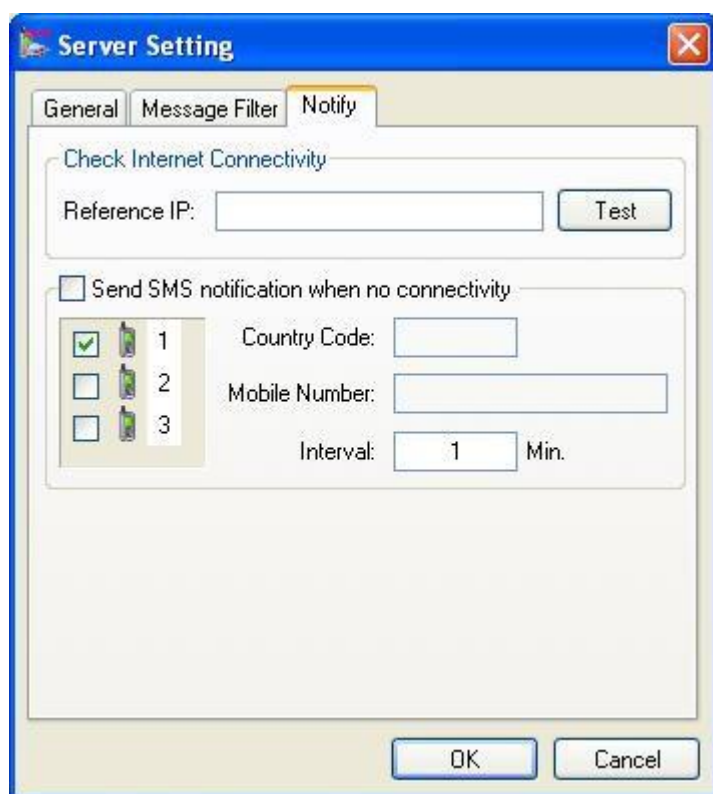 Server Setting
General Message Filter Notify
Check Internet Connectivity
Reference IP: Test
Send SMS notification when no connectivity
1 Country Code:
2 Mobile Number:
3
Interval: 1 Min.
OK Cancel